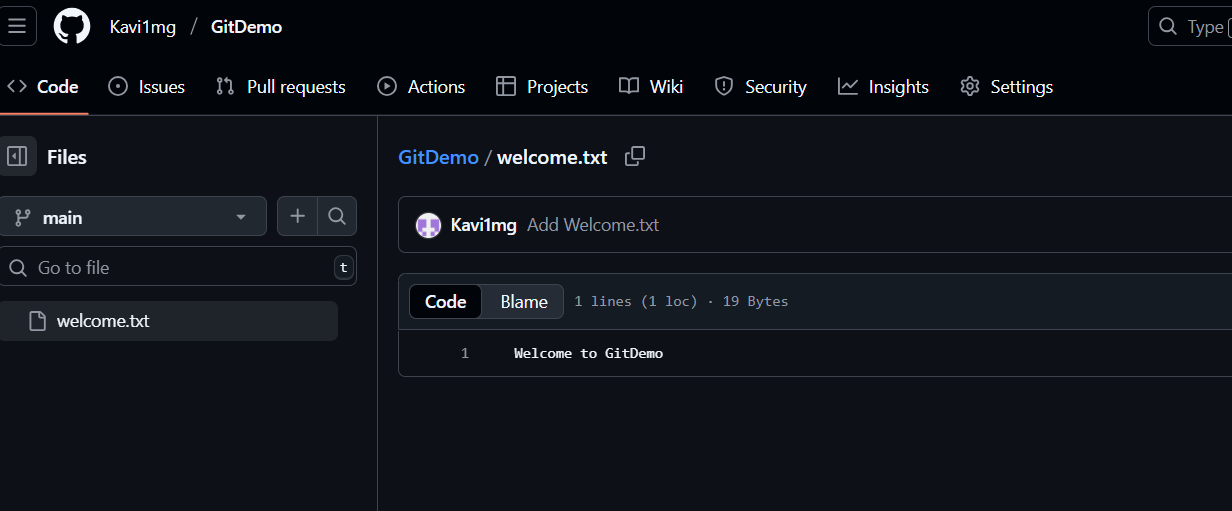 Kavi1mg / GitDemo
Type
Code Issues Pull requests Actions Projects Wiki Security Insights Settings
Files
main
Go to file t
welcome.txt
GitDemo / welcome.txt
Kavi1mg Add Welcome.txt
Code Blame 1 lines (1 loc) · 19 Bytes
1 Welcome to GitDemo